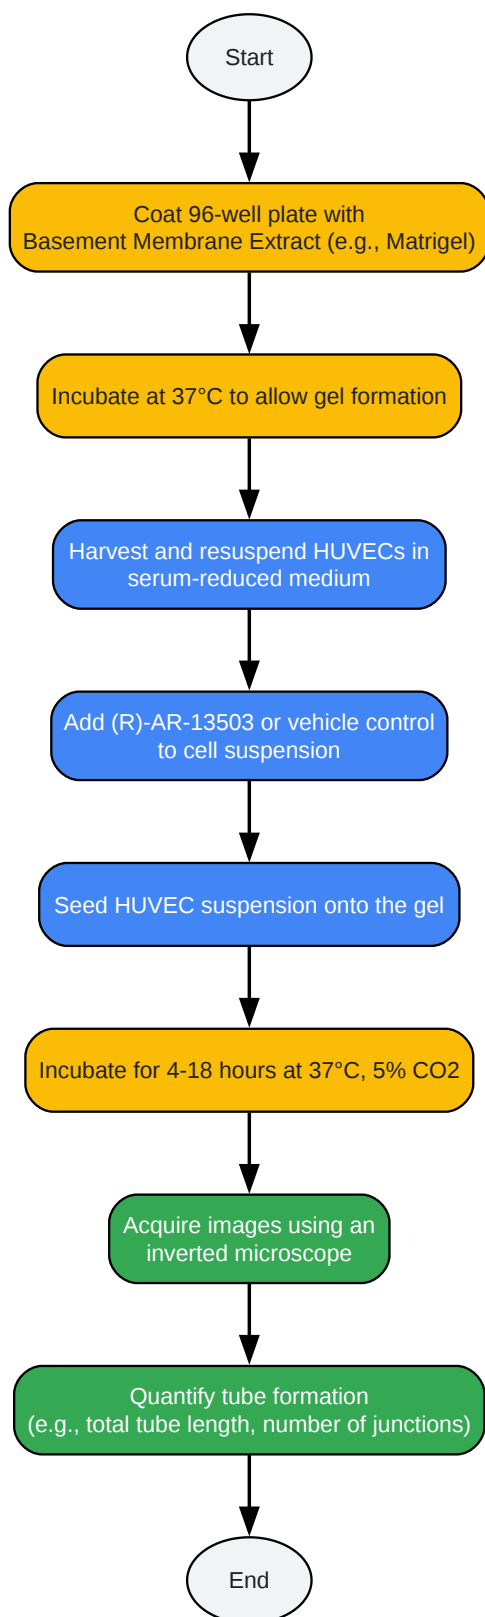 Start
Coat 96-well plate with
Basement Membrane Extract (e.g., Matrigel)
Incubate at 37°C to allow gel formation
Harvest and resuspend HUVECs in
serum-reduced medium
Add (R)-AR-13503 or vehicle control
to cell suspension
Seed HUVEC suspension onto the gel
Incubate for 4-18 hours at 37°C, 5% CO2
Acquire images using an
inverted microscope
Quantify tube formation
(e.g., total tube length, number of junctions)
End